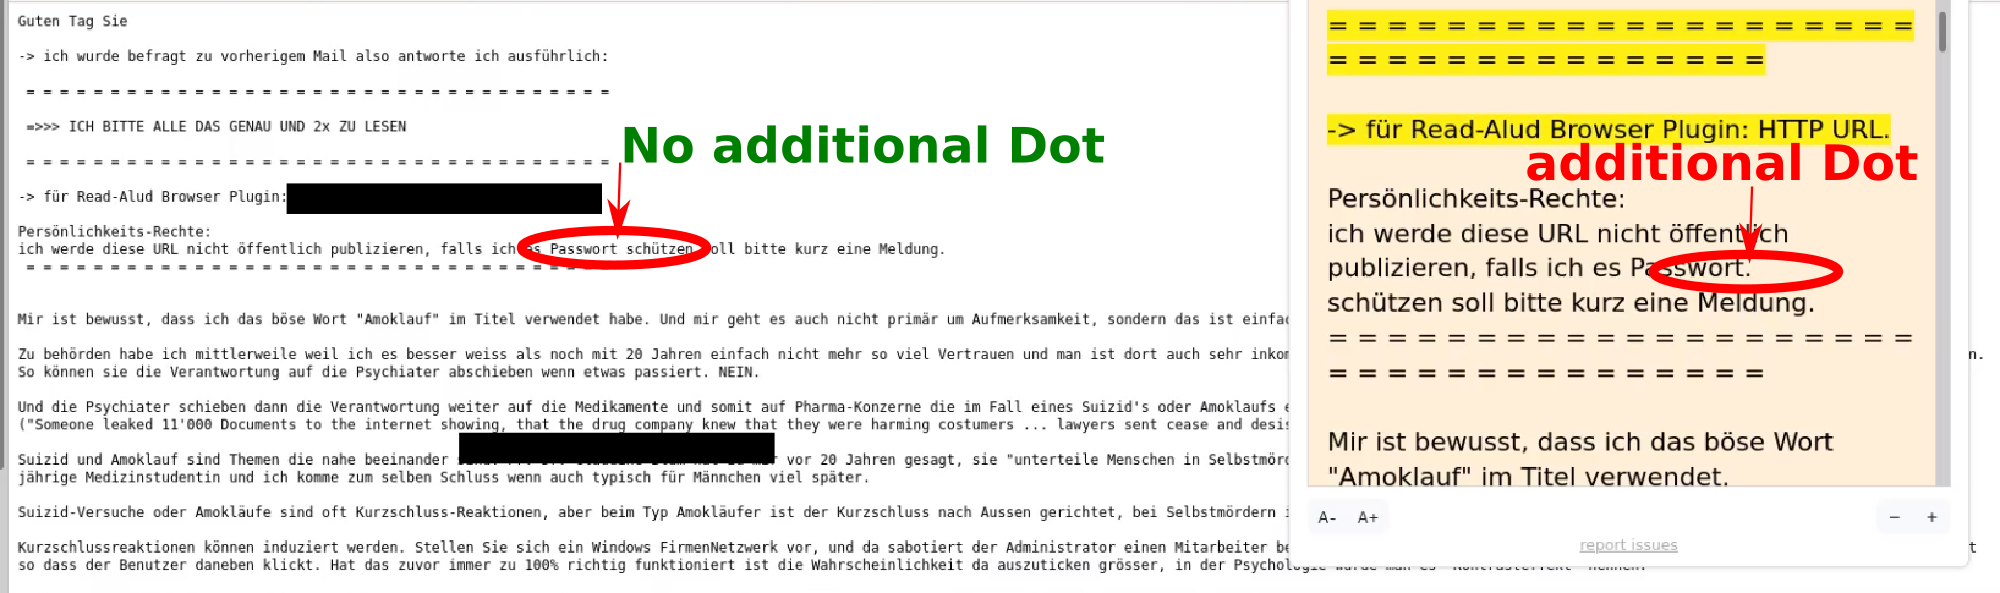 Guten Tag Sie
-> ich wurde befragt zu vorherigem Mail also antworte ich ausführlich:
= = = = = = = = = = = = = = = = = = = = = = = = = = = = = = = = = = =
=>>> ICH BITTE ALLE DAS GENAU UND 2x ZU LESEN
= = = = = = = = = = = = = = = = = = = = = = = = = = = = = = = = = = =
No additional Dot
-> für Read-Alud Browser Plugin:
Persönlichkeits-Rechte:
ich werde diese URL nicht öffentlich publizieren, falls ich es Passwort schützen soll bitte kurz eine Meldung.
= = = = = = = = = = = = = = = = = = = = = = = = = = = = = = = = = = =
Mir ist bewusst, dass ich das böse Wort "Amoklauf" im Titel verwendet habe. Und mir geht es auch nicht primär um Aufmerksamkeit, sondern das ist
Zu behörden habe ich mittlerweile weil ich es besser weiss als noch mit 20 Jahren einfach nicht mehr so viel Vertrauen und man ist dort auch sehr
So können sie die Verantwortung auf die Psychiater abschieben wenn etwas passiert. NEIN.
Und die Psychiater schieben dann die Verantwortung weiter auf die Medikamente und somit auf Pharma-Konzerne die im Fall eines Suizid's oder Amoklaufs
("Someone leaked 11'000 Documents to the internet showing, that the drug company knew that they were harming costumers ... lawyers sent cease and
Suizid und Amoklauf sind Themen die nahe beeinander vor 20 Jahren gesagt, sie "unterteile Menschen in
jährige Medizinstudentin und ich komme zum selben Schluss wenn auch typisch für Männchen viel später.
Suizid-Versuche oder Amokläufe sind oft Kurzschluss-Reaktionen, aber beim Typ Amokläufer ist der Kurzschluss nach Aussen gerichtet, bei Selbstmördern
Kurzschlussreaktionen können induziert werden. Stellen Sie sich ein Windows FirmenNetzwerk vor, und da sabotiert der Administrator einen Mitarbeiter
so dass der Benutzer daneben klickt. Hat das zuvor immer zu 100% richtig funktioniert ist die Wahrscheinlichkeit da auszuticken grösser, in der
= = = = = = = = = = = = = = = = = = = =
= = = = = = = = = = = = = = =
-> für Read-Alud Browser Plugin: HTTP URL.
additional Dot
Persönlichkeits-Rechte:
ich werde diese URL nicht öffentlich
publizieren, falls ich es Passwort.
schützen soll bitte kurz eine Meldung.
= = = = = = = = = = = = = = = = = = = =
= = = = = = = = = = = = = = =
Mir ist bewusst, dass ich das böse Wort
"Amoklauf" im Titel verwendet.
A- A+ − +
report issues